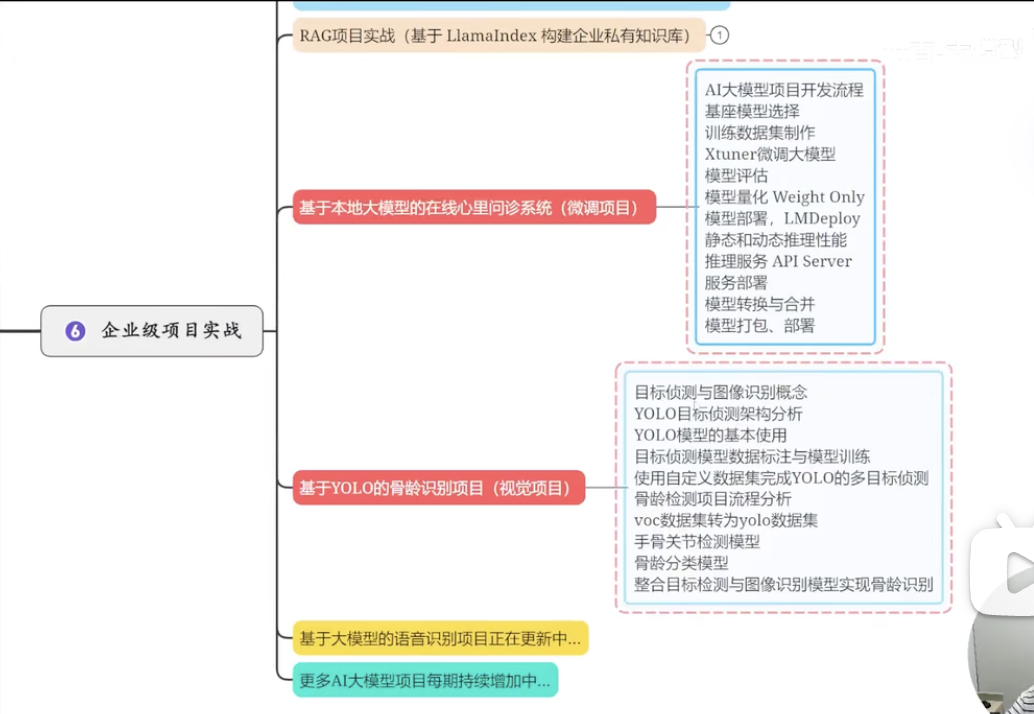 RAG项目实战（基于 LlamaIndex 构建企业私有知识库）
1
AI大模型项目开发流程
基座模型选择
训练数据集制作
Xtuner微调大模型
模型评估
模型量化 Weight Only
模型部署，LMDeploy
静态和动态推理性能
推理服务 API Server
服务部署
模型转换与合并
模型打包、部署
基于本地大模型的在线心里问诊系统（微调项目）
6 企业级项目实战
目标侦测与图像识别概念
YOLO目标侦测架构分析
YOLO模型的基本使用
目标侦测模型数据标注与模型训练
使用自定义数据集完成YOLO的多目标侦测
骨龄检测项目流程分析
voc数据集转为yolo数据集
手骨关节检测模型
骨龄分类模型
整合目标检测与图像识别模型实现骨龄识别
基于YOLO的骨龄识别项目（视觉项目）
基于大模型的语音识别项目正在更新中...
更多AI大模型项目每期持续增加中...